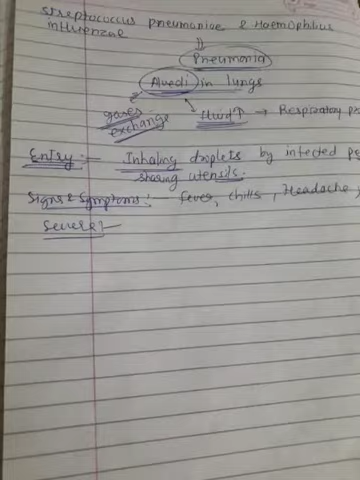 Streptococcus pneumoniae & Haemophilus
influenzae
Pneumonia
Alveoli in lungs
gases exchange
fluid↑ → Respiratory
Entry:- Inhaling droplets by infected
sharing utensils.
Signs & Symptoms:- fever, chills, Headache,
Severe:-